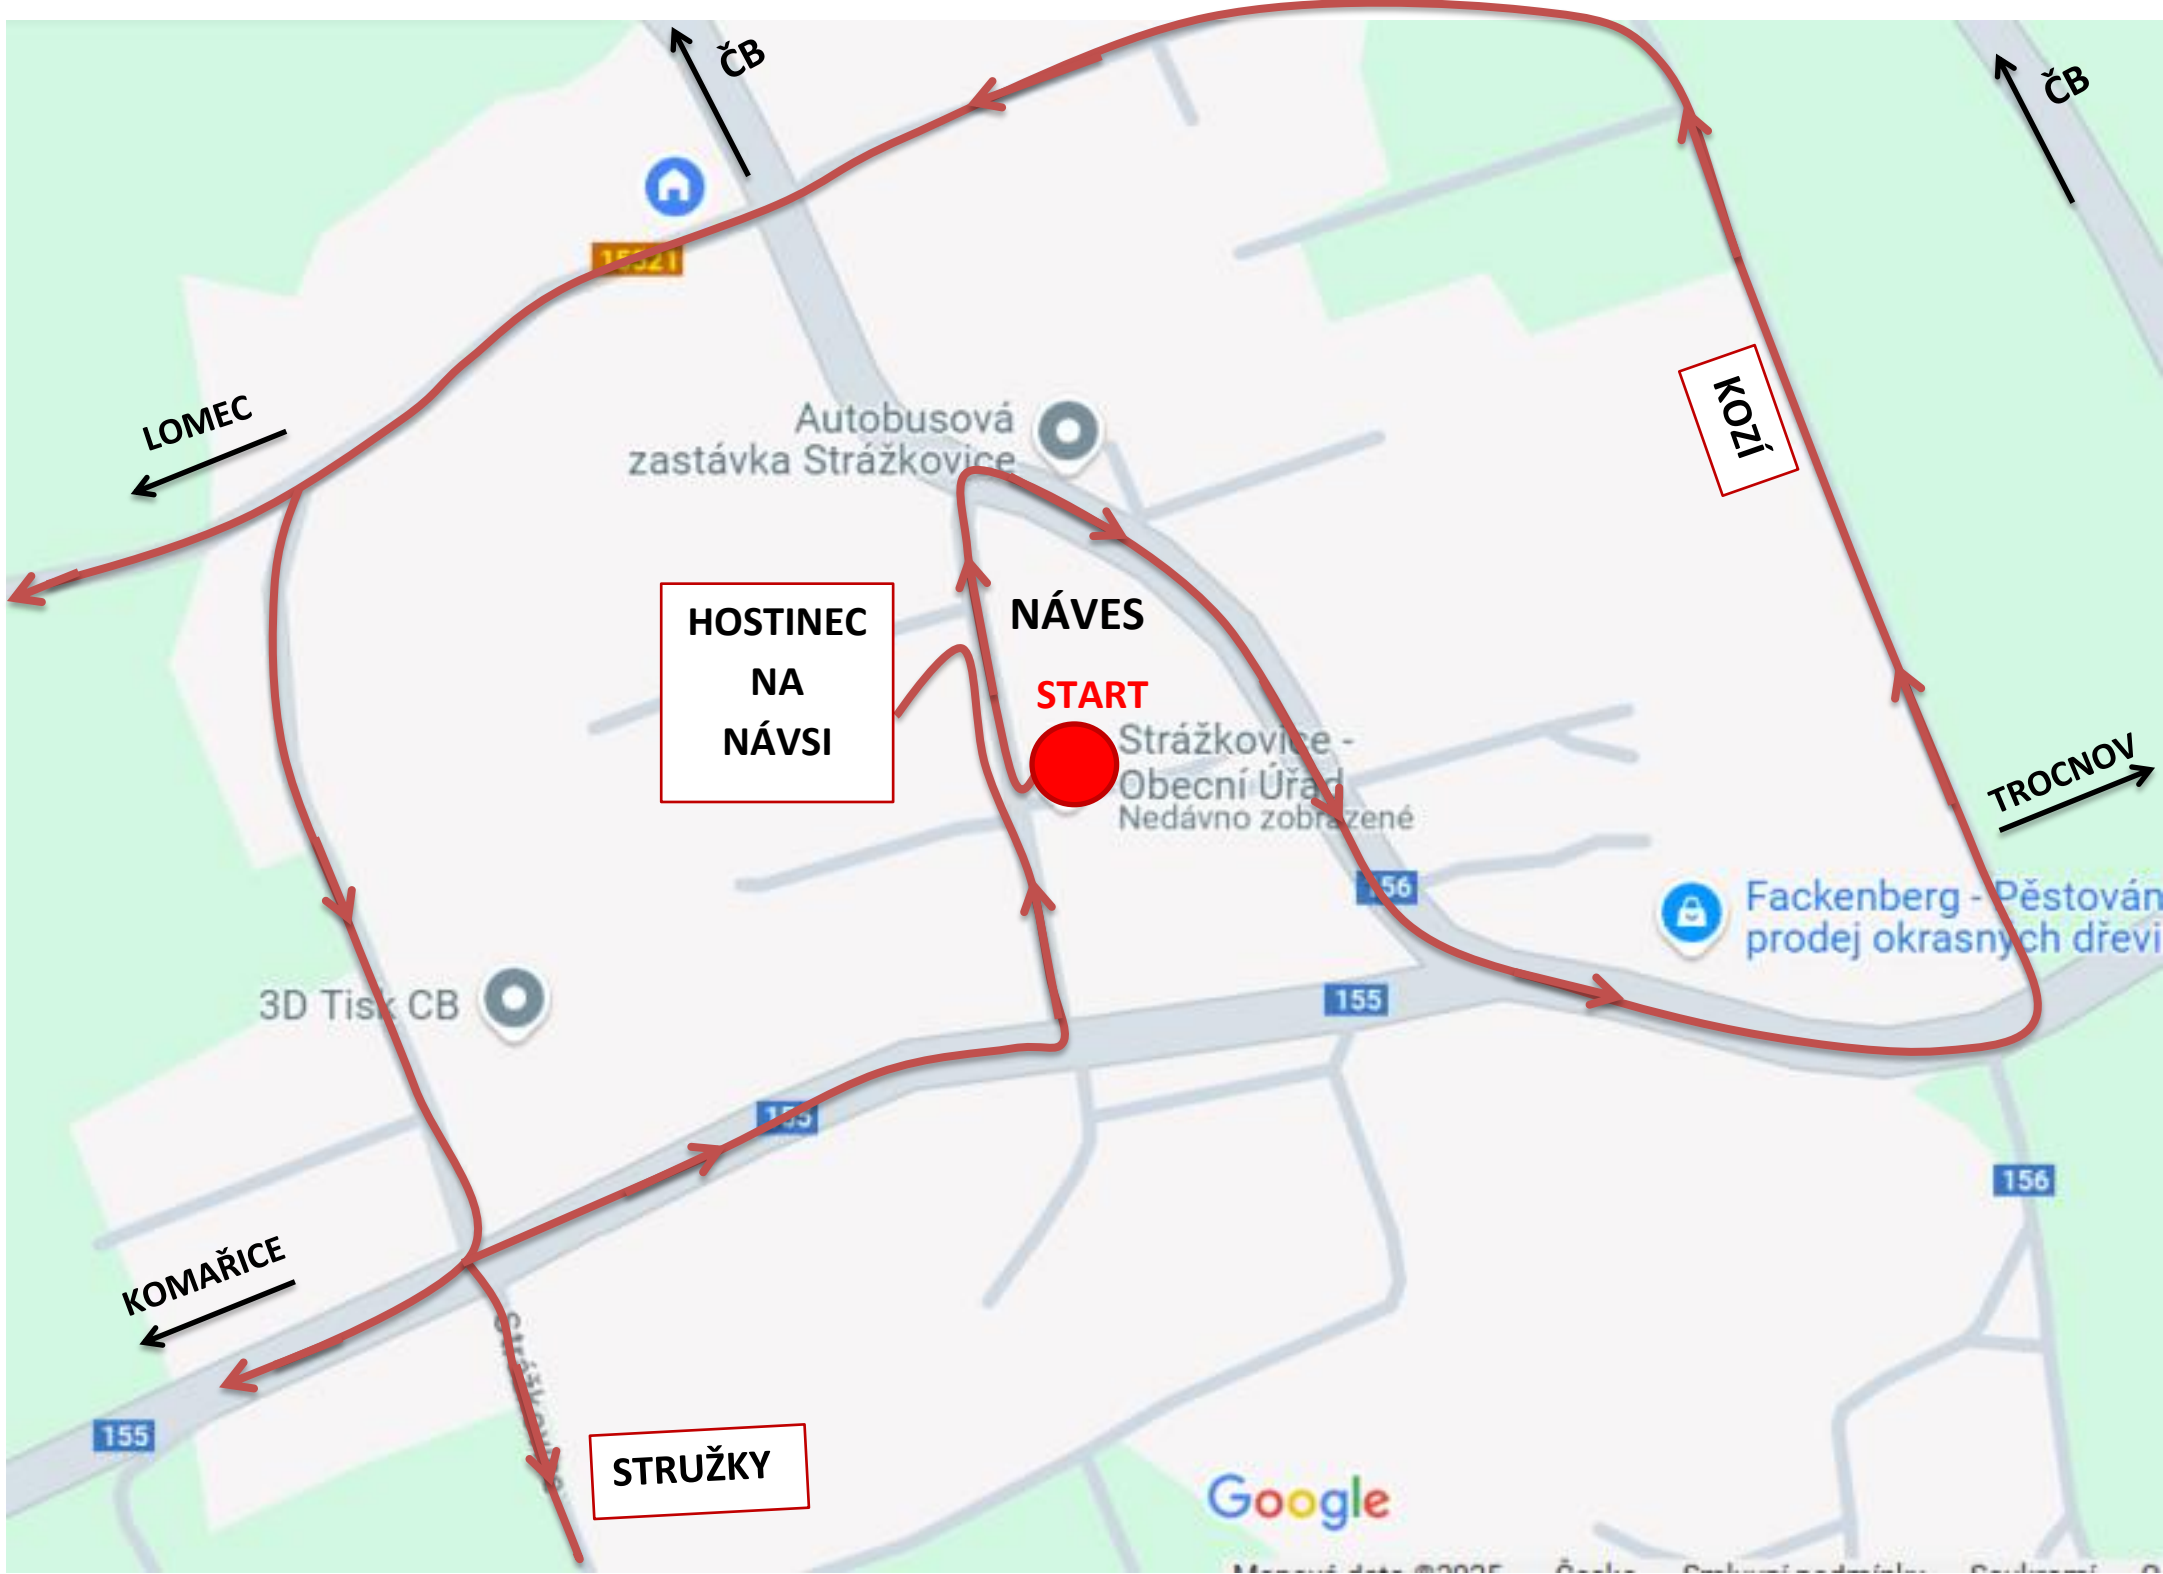 ČB
ČB
15521
LOMEC
Autobusová
zastávka Strážkovice
KOZÍ
HOSTINEC
NA
NÁVSI
NÁVES
START
Strážkovice -
Obecní Úřad
Nedávno zobrazené
TROCNOV
156
Fackenberg - Pěstován
prodej okrasných dřevi
3D Tisk CB
155
155
156
KOMAŘICE
155
STRUŽKY
Google